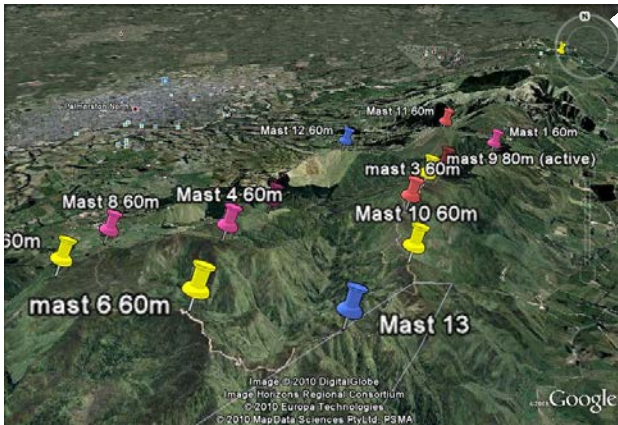 N
Palmerston North
Mast 11 60m
Mast 12 60m
Mast 1 60m
mast 9 80m (active)
mast 3 60m
Mast 8 60m
Mast 4 60m
Mast 10 60m
60m
mast 6 60m
Mast 13
Image © 2010 DigitalGlobe
Image Horizons Regional Consortium
© 2010 Europa Technologies
© 2010 MapData Sciences PtyLtd, PSMA
Google